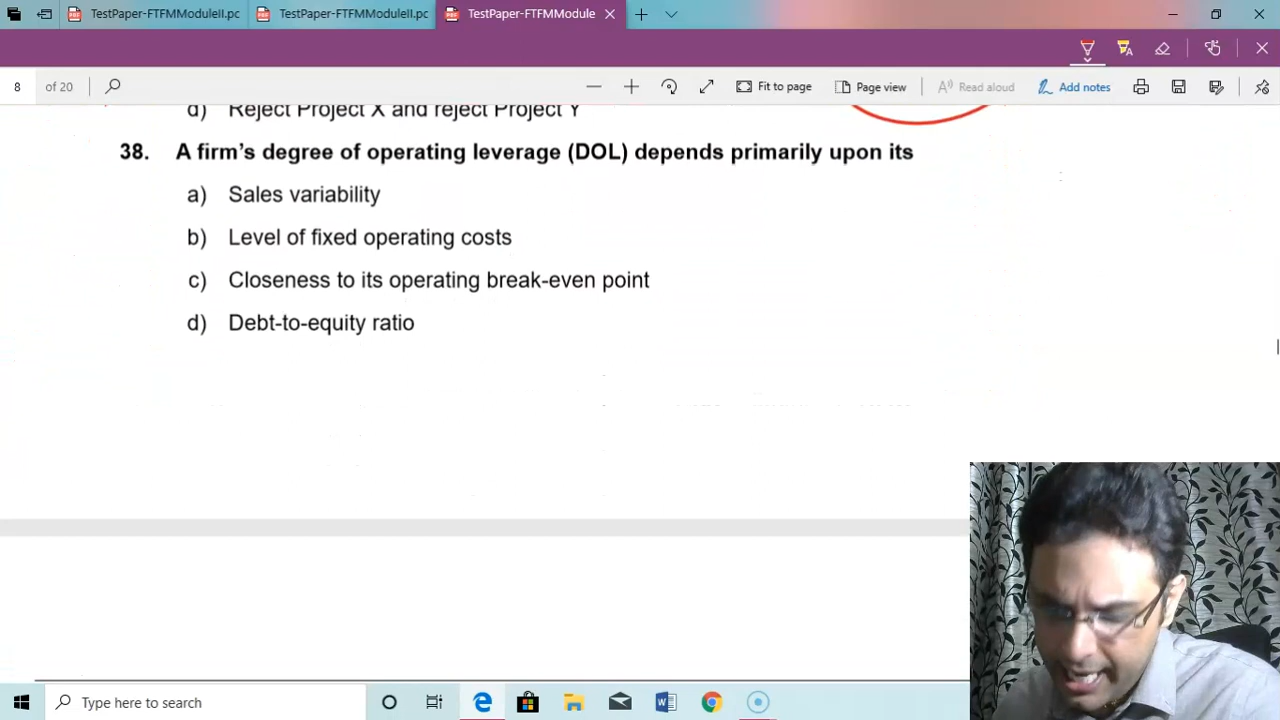 TestPaper-FTFMModuleII.pc
TestPaper-FTFMModuleII.pc
TestPaper-FTFMModule
8 of 20
Fit to page
Page view
Read aloud
Add notes
d) Reject Project X and reject Project Y
38. A firm's degree of operating leverage (DOL) depends primarily upon its
a) Sales variability
b) Level of fixed operating costs
c) Closeness to its operating break-even point
d) Debt-to-equity ratio
Type here to search